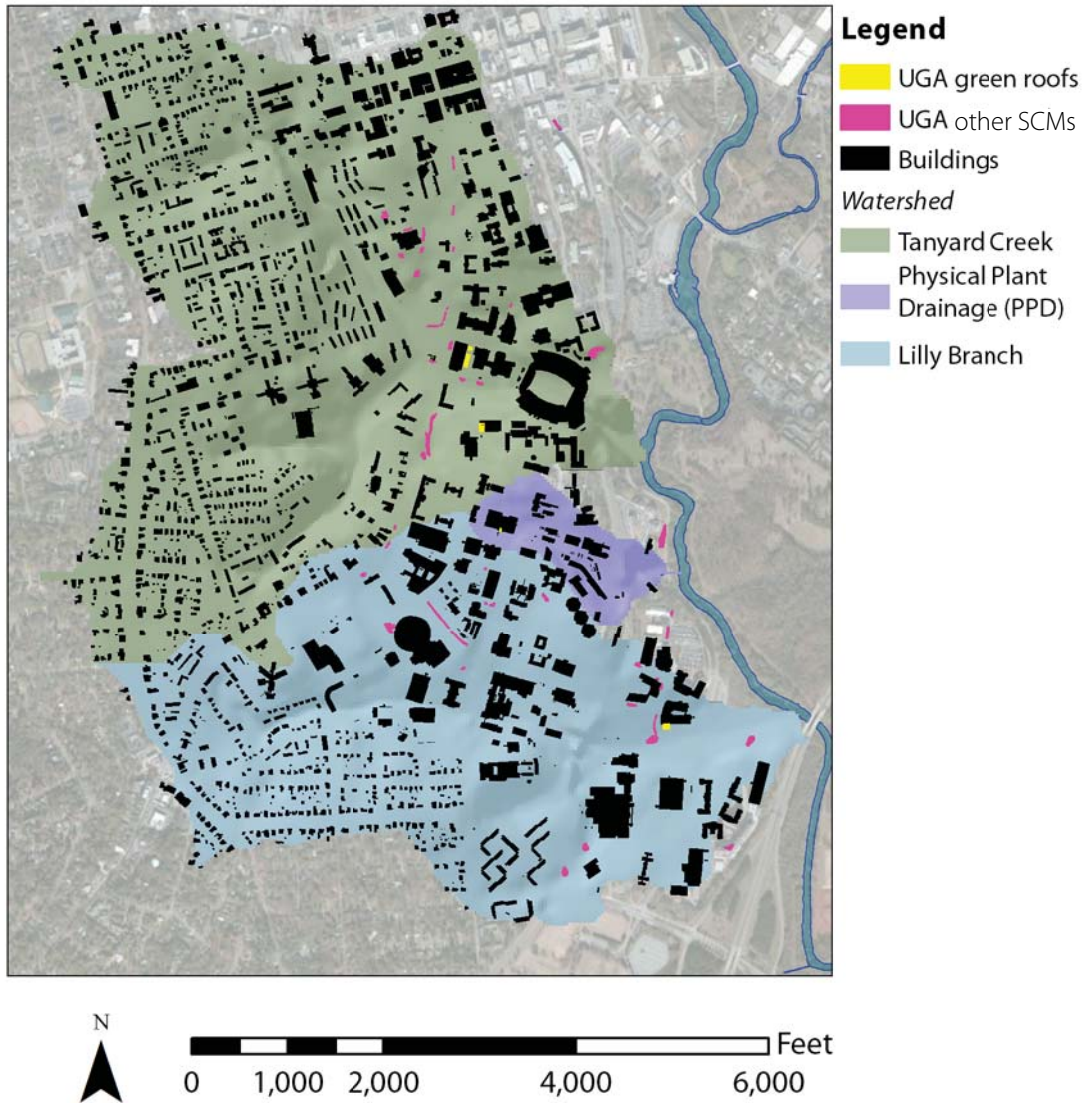 Legend
UGA green roofs
UGA other SCMs
Buildings
Watershed
Tanyard Creek
Physical Plant
Drainage (PPD)
Lilly Branch
N
Feet
0 1,000 2,000 4,000 6,000